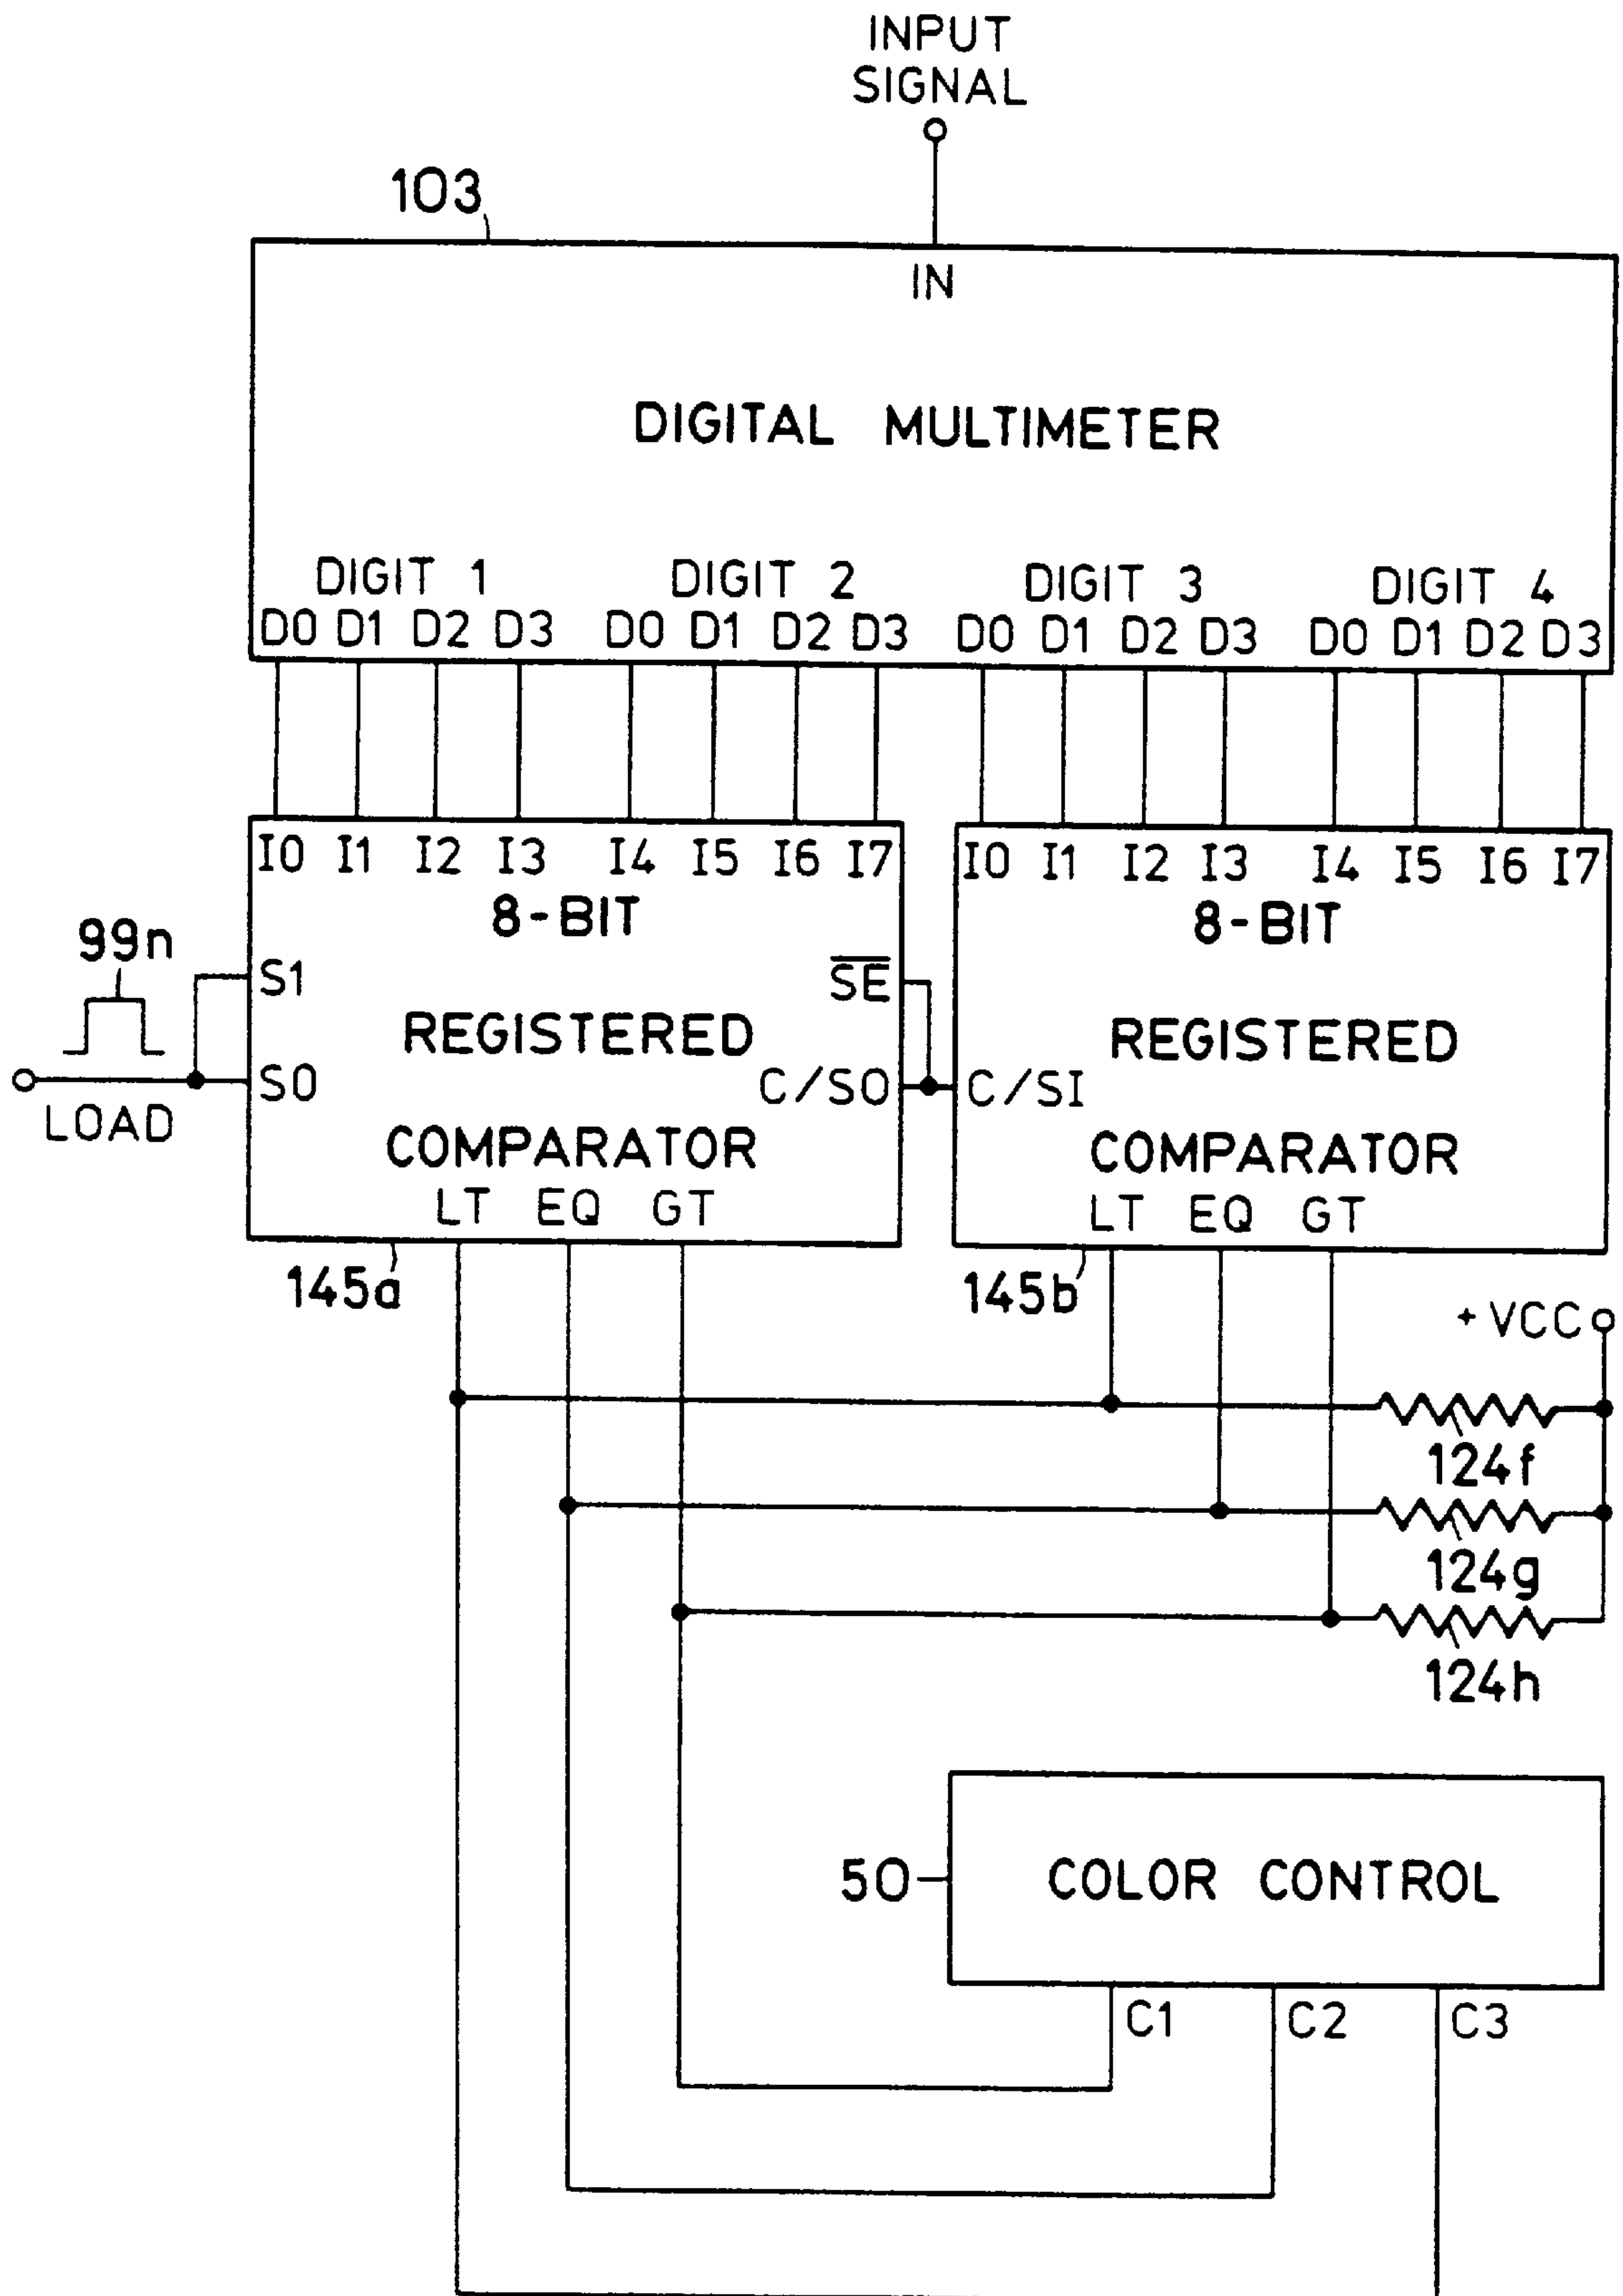 INPUT
SIGNAL
103
IN
DIGITAL MULTIMETER
DIGIT 1 DIGIT 2 DIGIT 3 DIGIT 4
D0 D1 D2 D3 D0 D1 D2 D3 D0 D1 D2 D3 D0 D1 D2 D3
I0 I1 I2 I3 I4 I5 I6 I7
8-BIT
S1
SE
REGISTERED
S0
C/SO
COMPARATOR
LT EQ GT
99n
LOAD
145a
I0 I1 I2 I3 I4 I5 I6 I7
8-BIT
REGISTERED
C/SI
COMPARATOR
LT EQ GT
145b
+VCC
124f
124g
124h
50
COLOR CONTROL
C1 C2 C3